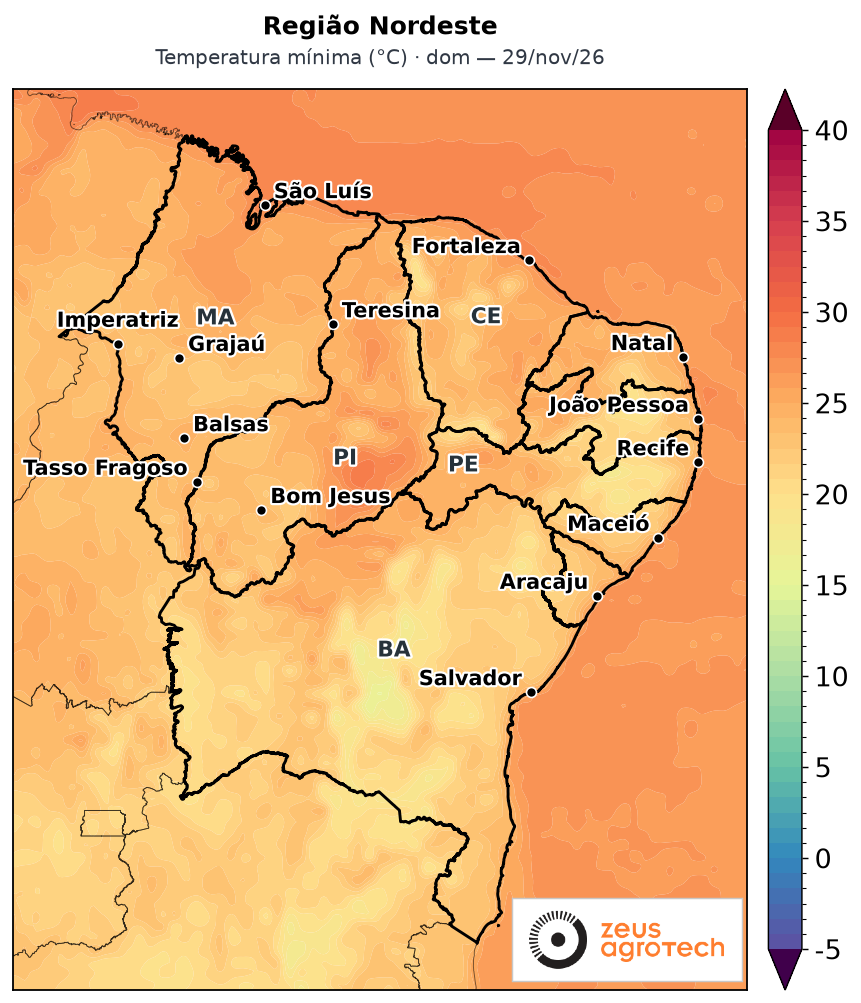 Região Nordeste
Temperatura mínima (°C) · dom — 29/nov/26
40
35
30
25
20
15
10
5
0
-5
São Luís
Fortaleza
Imperatriz
MA
Teresina
CE
Grajaú
Natal
João Pessoa
Balsas
Recife
Tasso Fragoso
PI
PE
Bom Jesus
Maceió
Aracaju
BA
Salvador
zeus
agrotech